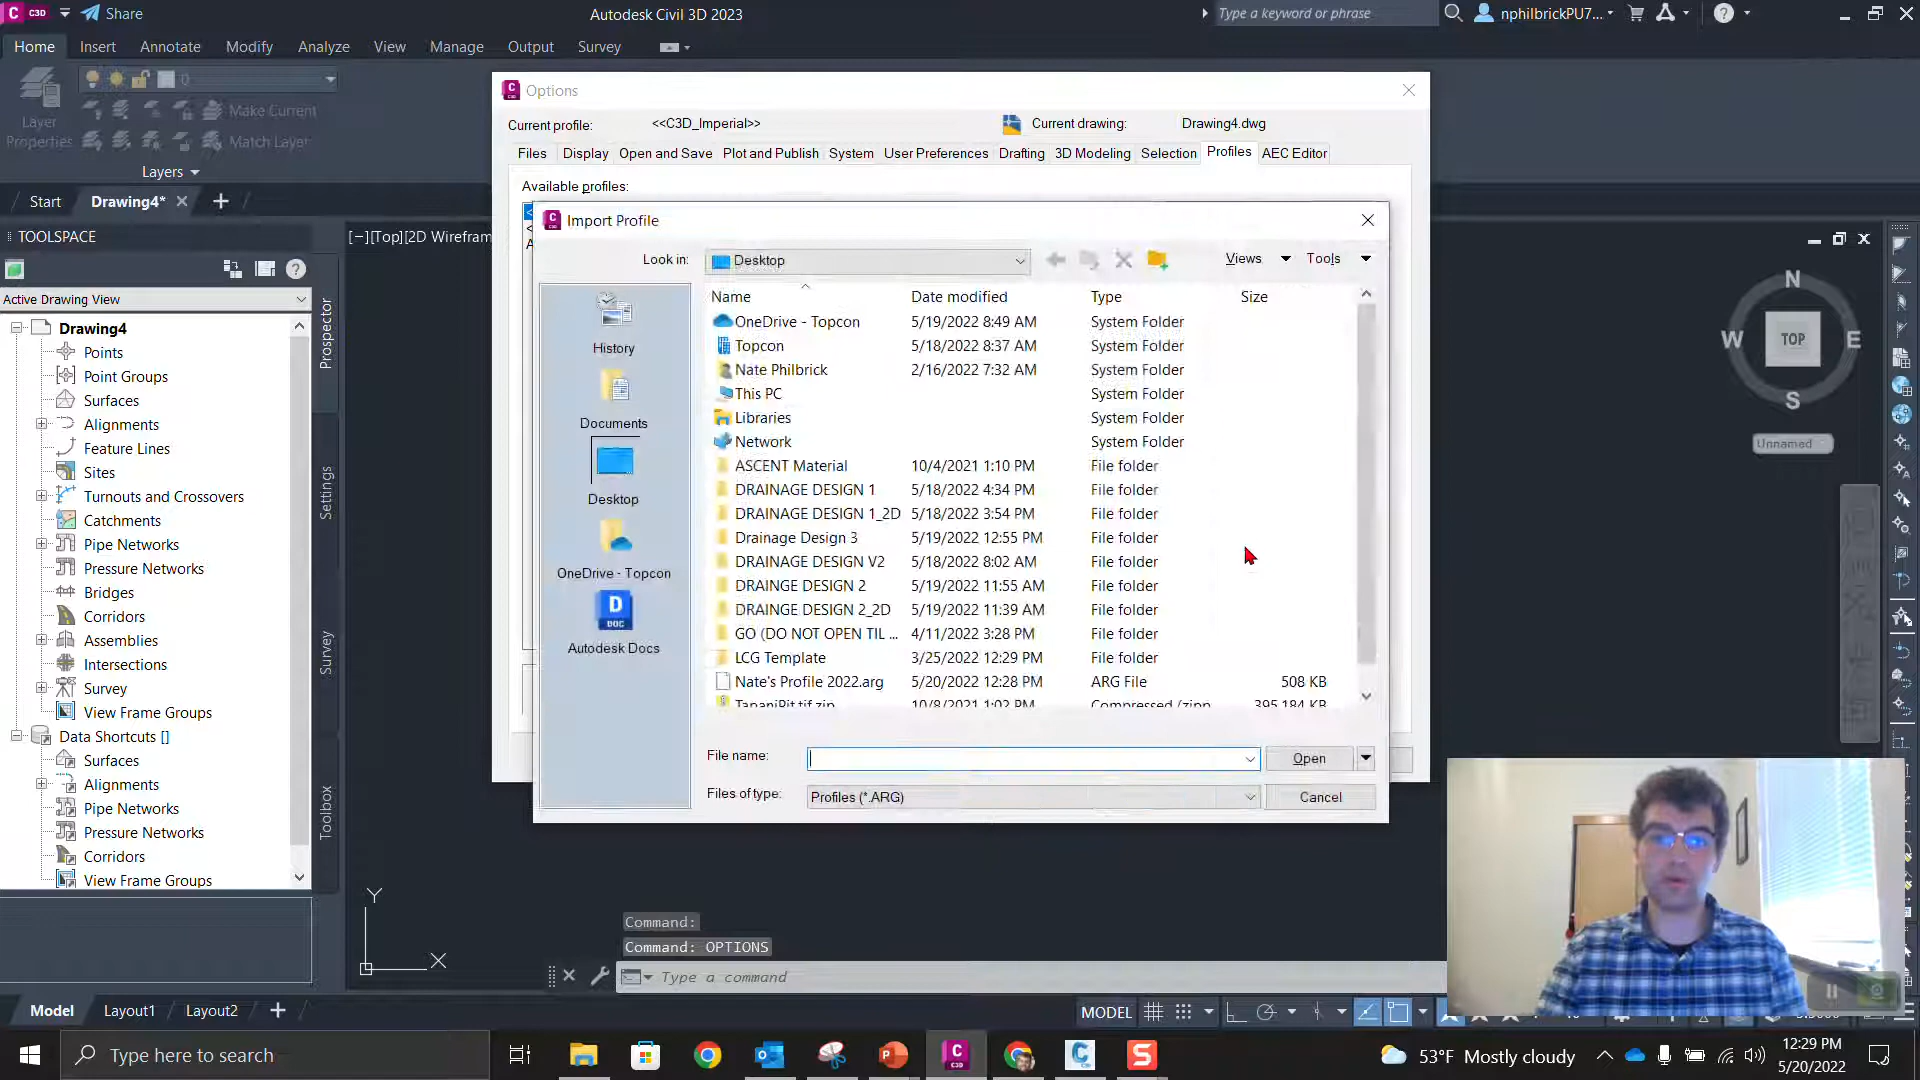 C3D Share Autodesk Civil 3D 2023 Type a keyword or phrase nphilbrickPU7...
Home Insert Annotate Modify Analyze View Manage Output Survey
0
Make Current
Layer
Properties Match Layer
Layers
Start Drawing4*
TOOLSPACE
[−][Top][2D Wirefram
Active Drawing View
Drawing4
Points
Point Groups
Surfaces
Alignments
Feature Lines
Sites
Turnouts and Crossovers
Catchments
Pipe Networks
Pressure Networks
Bridges
Corridors
Assemblies
Intersections
Survey
View Frame Groups
Data Shortcuts []
Surfaces
Alignments
Pipe Networks
Pressure Networks
Corridors
View Frame Groups
Prospector
Settings
Survey
Toolbox
Options
Current profile: <<C3D_Imperial>> Current drawing: Drawing4.dwg
Files Display Open and Save Plot and Publish System User Preferences Drafting 3D Modeling Selection Profiles AEC Editor
Available profiles:
Import Profile
Look in: Desktop Views Tools
History
Documents
Desktop
OneDrive - Topcon
Autodesk Docs
Name Date modified Type Size
OneDrive - Topcon 5/19/2022 8:49 AM System Folder
Topcon 5/18/2022 8:37 AM System Folder
Nate Philbrick 2/16/2022 7:32 AM System Folder
This PC System Folder
Libraries System Folder
Network System Folder
ASCENT Material 10/4/2021 1:10 PM File folder
DRAINAGE DESIGN 1 5/18/2022 4:34 PM File folder
DRAINAGE DESIGN 1_2D 5/18/2022 3:54 PM File folder
Drainage Design 3 5/19/2022 12:55 PM File folder
DRAINAGE DESIGN V2 5/18/2022 8:02 AM File folder
DRAINGE DESIGN 2 5/19/2022 11:55 AM File folder
DRAINGE DESIGN 2_2D 5/19/2022 11:39 AM File folder
GO (DO NOT OPEN TIL ... 4/11/2022 3:28 PM File folder
LCG Template 3/25/2022 12:29 PM File folder
Nate's Profile 2022.arg 5/20/2022 12:28 PM ARG File 508 KB
TapaniPit.tif.zip 10/8/2021 1:02 PM Compressed (zipp 395,184 KB
File name: Open
Files of type: Profiles (*.ARG) Cancel
N
W TOP E
S
Unnamed
Y
X
Command:
Command: OPTIONS
Type a command
Model Layout1 Layout2
MODEL
Type here to search
53°F Mostly cloudy
12:29 PM
5/20/2022